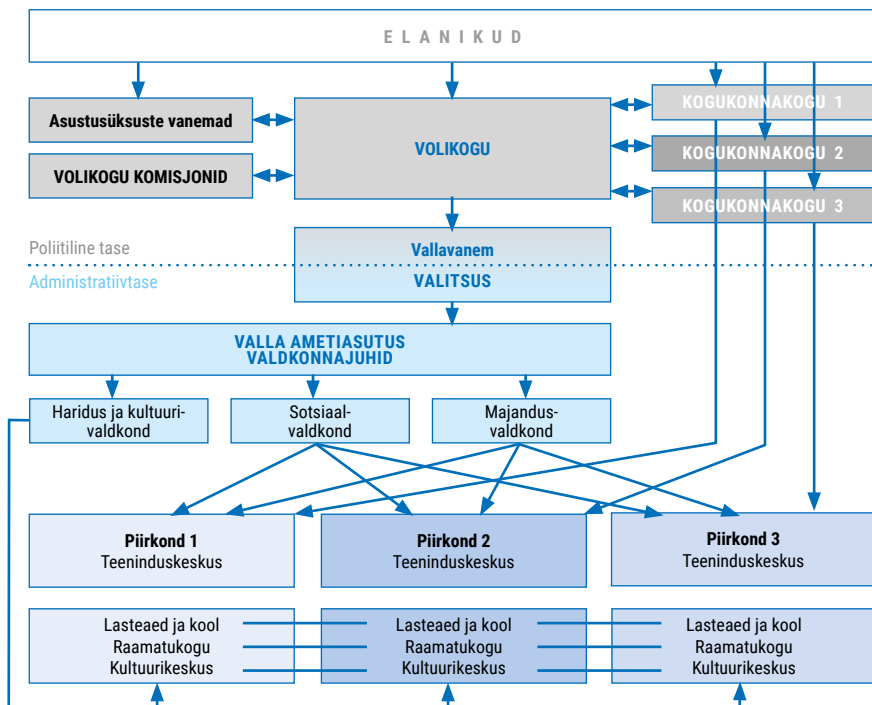 ELANIKUD
Asustusüksuste vanemad
VOLIKOGU KOMISJONID
VOLIKOGU
KOGUKONNAKOGU 1
KOGUKONNAKOGU 2
KOGUKONNAKOGU 3
Poliitiline tase
Administratiivtase
Vallavanem
VALITSUS
VALLA AMETIASUTUS
VALDKONNAJUHID
Haridus ja kultuuri-
valdkond
Sotsiaal-
valdkond
Majandus-
valdkond
Piirkond 1
Teeninduskeskus
Piirkond 2
Teeninduskeskus
Piirkond 3
Teeninduskeskus
Lasteaed ja kool
Raamatukogu
Kultuurikeskus
Lasteaed ja kool
Raamatukogu
Kultuurikeskus
Lasteaed ja kool
Raamatukogu
Kultuurikeskus